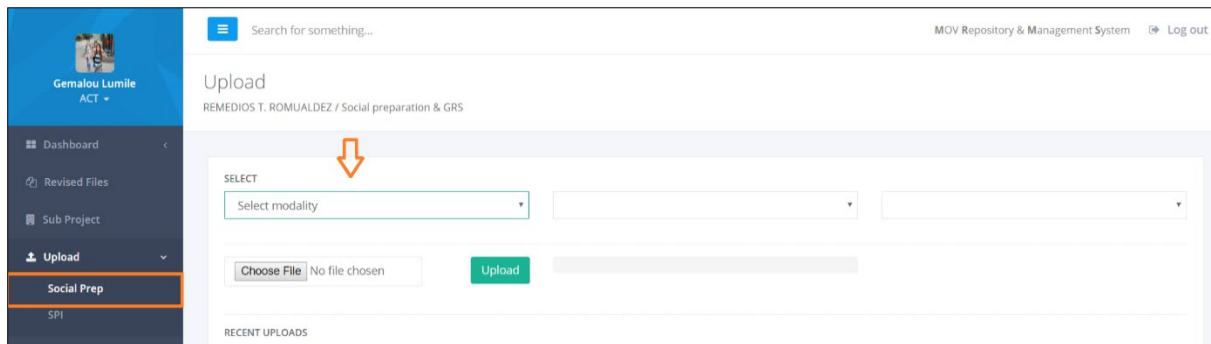 Search for something...
MOV Repository & Management System
Log out
Gemalou Lumile
ACT
Upload
REMEDIOS T. ROMUALDEZ / Social preparation & GRS
Dashboard
Revised Files
Sub Project
Upload
Social Prep
SPI
SELECT
Select modality
Choose File No file chosen
Upload
RECENT UPLOADS